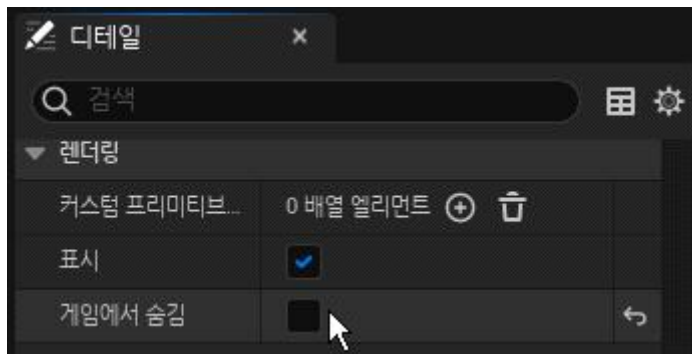 디테일
검색
렌더링
커스텀 프리미티브...
0 배열 엘리먼트
표시
게임에서 숨김